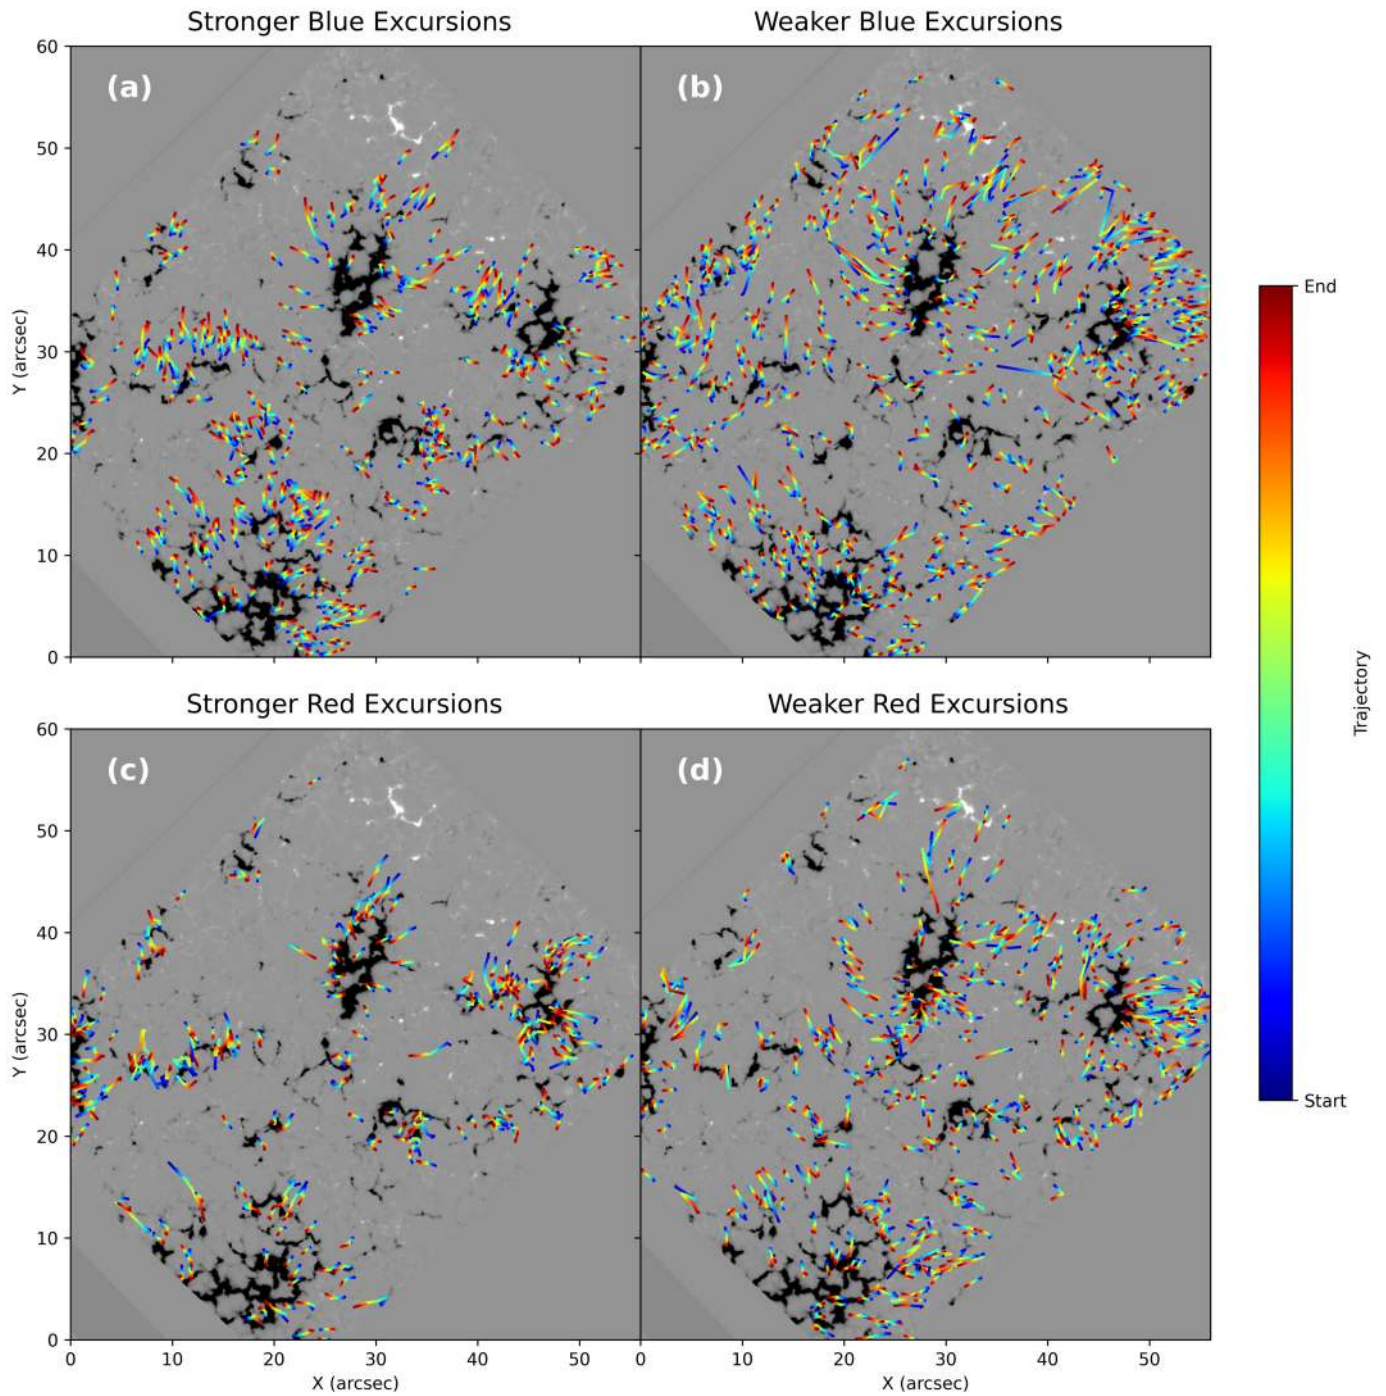 Stronger Blue Excursions
Weaker Blue Excursions
(a)
(b)
60
50
40
30
20
10
0
Y (arcsec)
End
Trajectory
Start
Stronger Red Excursions
Weaker Red Excursions
(c)
(d)
60
50
40
30
20
10
0
Y (arcsec)
0 10 20 30 40 50
0 10 20 30 40 50
X (arcsec)
X (arcsec)